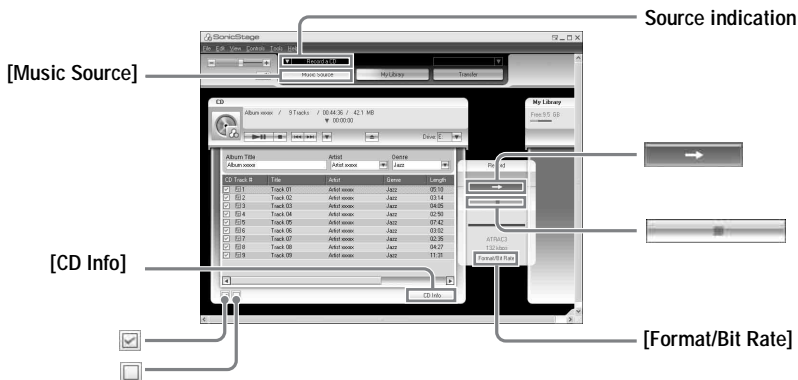 Source indication
SonicStage
File Edit View Controls Tools Help
Record a CD
[Music Source]
Music Source My Library Transfer
CD
My Library
Album xxxxx / 9 Tracks / 00:44:36 / 42.1 MB
00:00:00
Free 9.5 GB
Drive E:
Album Title Artist Genre
Album xxxxx Artist xxxxx Jazz
Record
CD Track # Title Artist Genre Length
1 Track 01 Artist xxxxx Jazz 05:10
2 Track 02 Artist xxxxx Jazz 03:14
3 Track 03 Artist xxxxx Jazz 04:05
4 Track 04 Artist xxxxx Jazz 02:50
5 Track 05 Artist xxxxx Jazz 07:42
6 Track 06 Artist xxxxx Jazz 03:02
7 Track 07 Artist xxxxx Jazz 02:35
8 Track 08 Artist xxxxx Jazz 04:27
9 Track 09 Artist xxxxx Jazz 11:31
ATRAC3
132 kbps
Format/Bit Rate
[CD Info]
CD Info
[Format/Bit Rate]